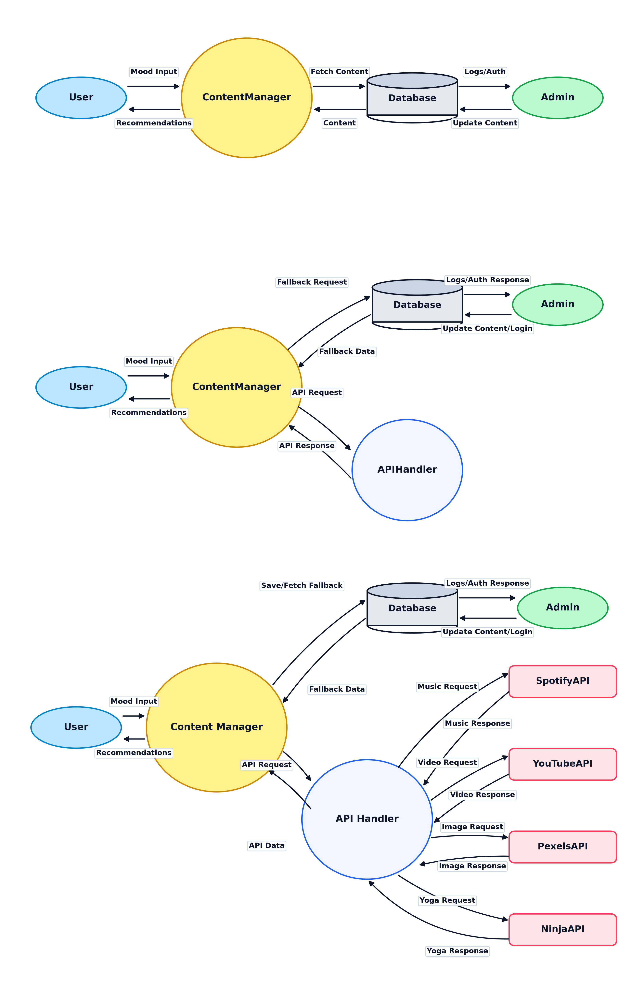 Mood Input
Fetch Content
Logs/Auth
User
ContentManager
Database
Admin
Recommendations
Content
Update Content
Fallback Request
Logs/Auth Response
Database
Admin
Update Content/Login
Fallback Data
Mood Input
User
ContentManager
API Request
Recommendations
API Response
APIHandler
Save/Fetch Fallback
Logs/Auth Response
Database
Admin
Update Content/Login
SpotifyAPI
Music Request
Fallback Data
Mood Input
Music Response
User
Content Manager
Recommendations
API Request
Video Request
YouTubeAPI
Video Response
API Handler
Image Request
API Data
PexelsAPI
Image Response
Yoga Request
NinjaAPI
Yoga Response